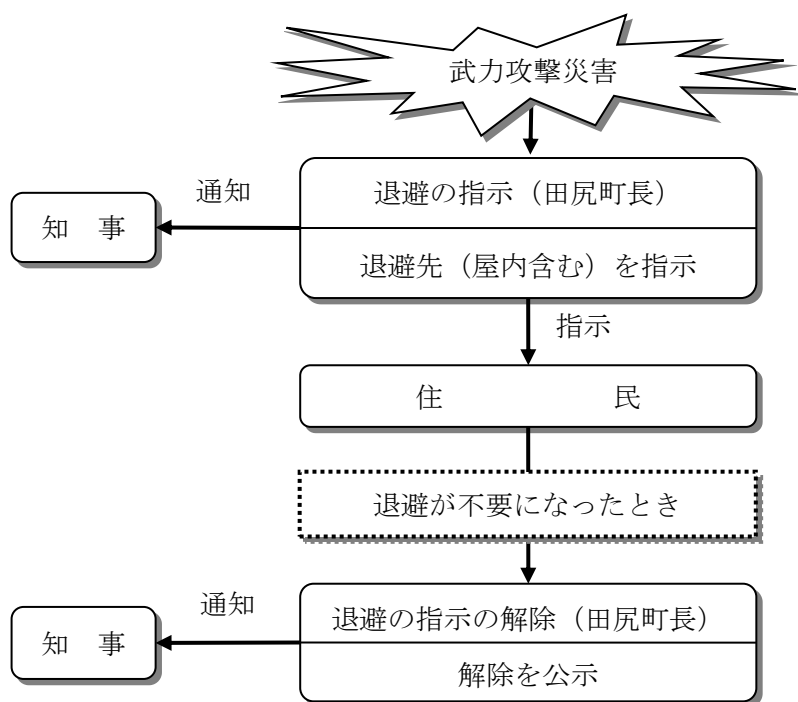 武力攻撃災害
通知
退避の指示（田尻町長）
知　事
退避先（屋内含む）を指示
指示
住　　　　　　民
退避が不要になったとき
通知
退避の指示の解除（田尻町長）
知　事
解除を公示